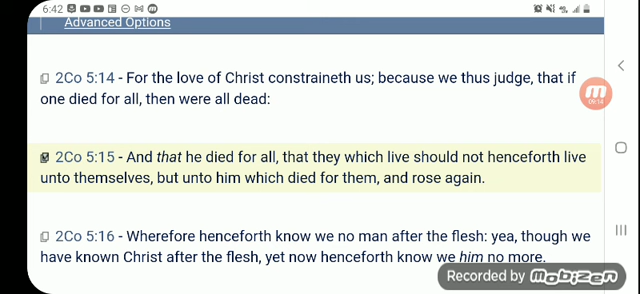 6:42
Advanced Options
2Co 5:14 - For the love of Christ constraineth us; because we thus judge, that if
one died for all, then were all dead:
09:14
2Co 5:15 - And that he died for all, that they which live should not henceforth live
unto themselves, but unto him which died for them, and rose again.
2Co 5:16 - Wherefore henceforth know we no man after the flesh: yea, though we
have known Christ after the flesh, yet now henceforth know we him no more.
Recorded by mobizen